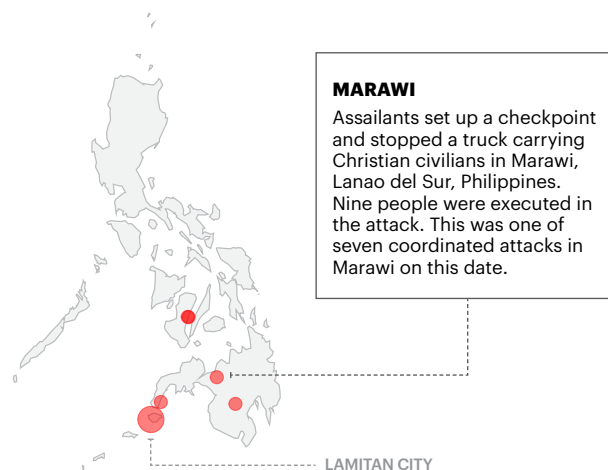 MARAWI
Assailants set up a checkpoint
and stopped a truck carrying
Christian civilians in Marawi,
Lanao del Sur, Philippines.
Nine people were executed in
the attack. This was one of
seven coordinated attacks in
Marawi on this date.
LAMITAN CITY